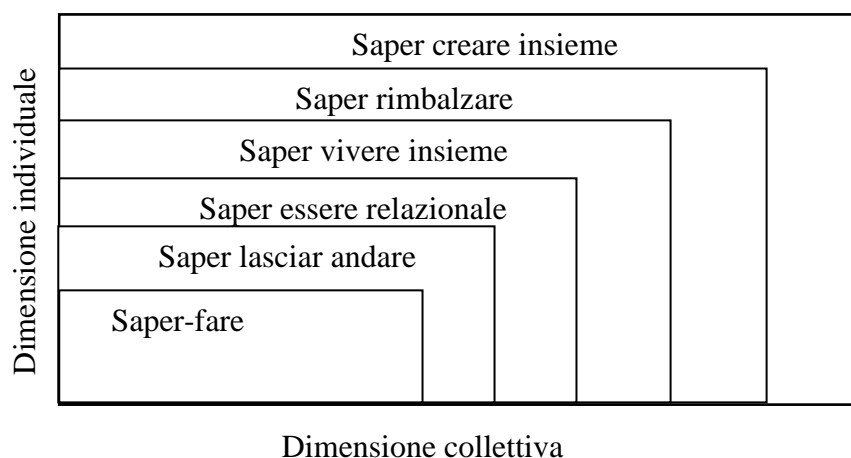 Saper creare insieme
Saper rimbalzare
Saper vivere insieme
Saper essere relazionale
Saper lasciar andare
Saper-fare
Dimensione individuale
Dimensione collettiva